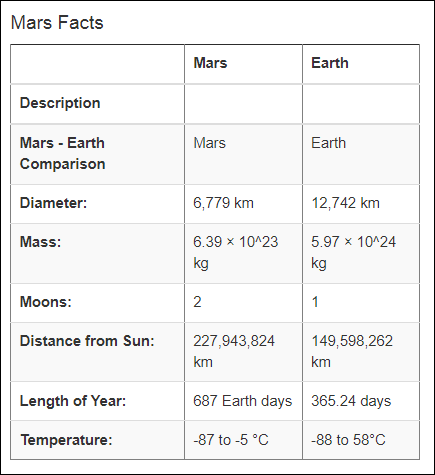 Mars Facts
Mars Earth
Description
Mars - Earth Comparison Mars Earth
Diameter: 6,779 km 12,742 km
Mass: 6.39 × 10^23 kg 5.97 × 10^24 kg
Moons: 2 1
Distance from Sun: 227,943,824 km 149,598,262 km
Length of Year: 687 Earth days 365.24 days
Temperature: -87 to -5 °C -88 to 58°C